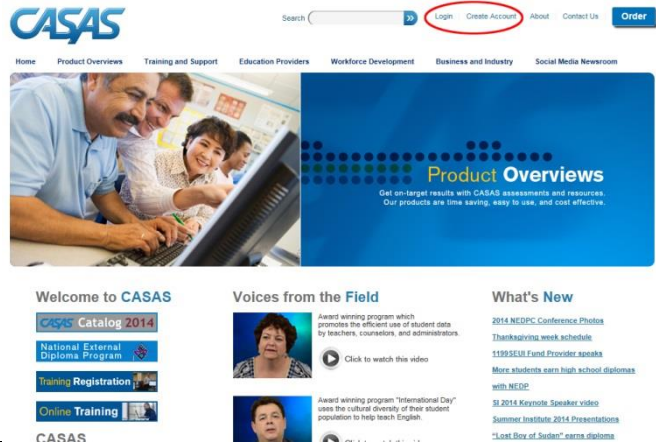 CASAS
Search
Login Create Account About Contact Us Order
Home Product Overviews Training and Support Education Providers Workforce Development Business and Industry Social Media Newsroom
Product Overviews
Get on-target results with CASAS assessments and resources.
Our products are time saving, easy to use, and cost effective.
Welcome to CASAS
CASAS Catalog 2014
National External
Diploma Program
Training Registration
Online Training
CASAS
Voices from the Field
Award winning program which
promotes the efficient use of student data
by teachers, counselors, and administrators.
Click to watch this video
Award winning program "International Day"
uses the cultural diversity of their student
population to help teach English.
What's New
2014 NEDPC Conference Photos
Thanksgiving week schedule
1199SEUI Fund Provider speaks
More students earn high school diplomas
with NEDP
SI 2014 Keynote Speaker video
Summer Institute 2014 Presentations
"Lost Boy of Sudan" earns diploma